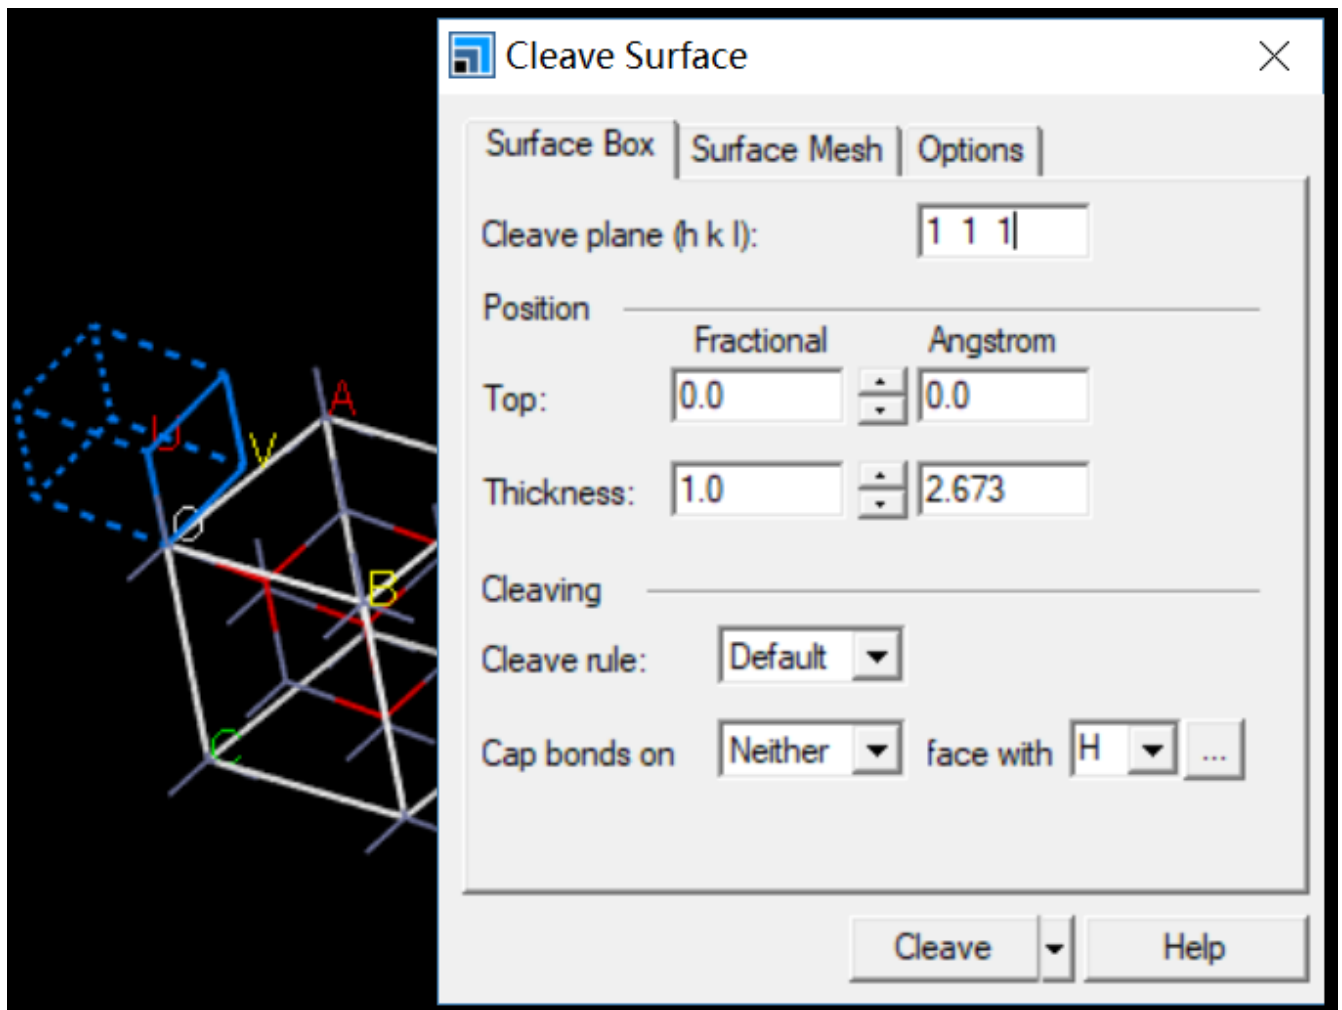 Cleave Surface
Surface Box Surface Mesh Options
Cleave plane (h k l): 1 1 1
Position
Fractional Angstrom
Top: 0.0 0.0
Thickness: 1.0 2.673
Cleaving
Cleave rule: Default
Cap bonds on Neither face with H ...
Cleave Help
A
U
V
O
B
C